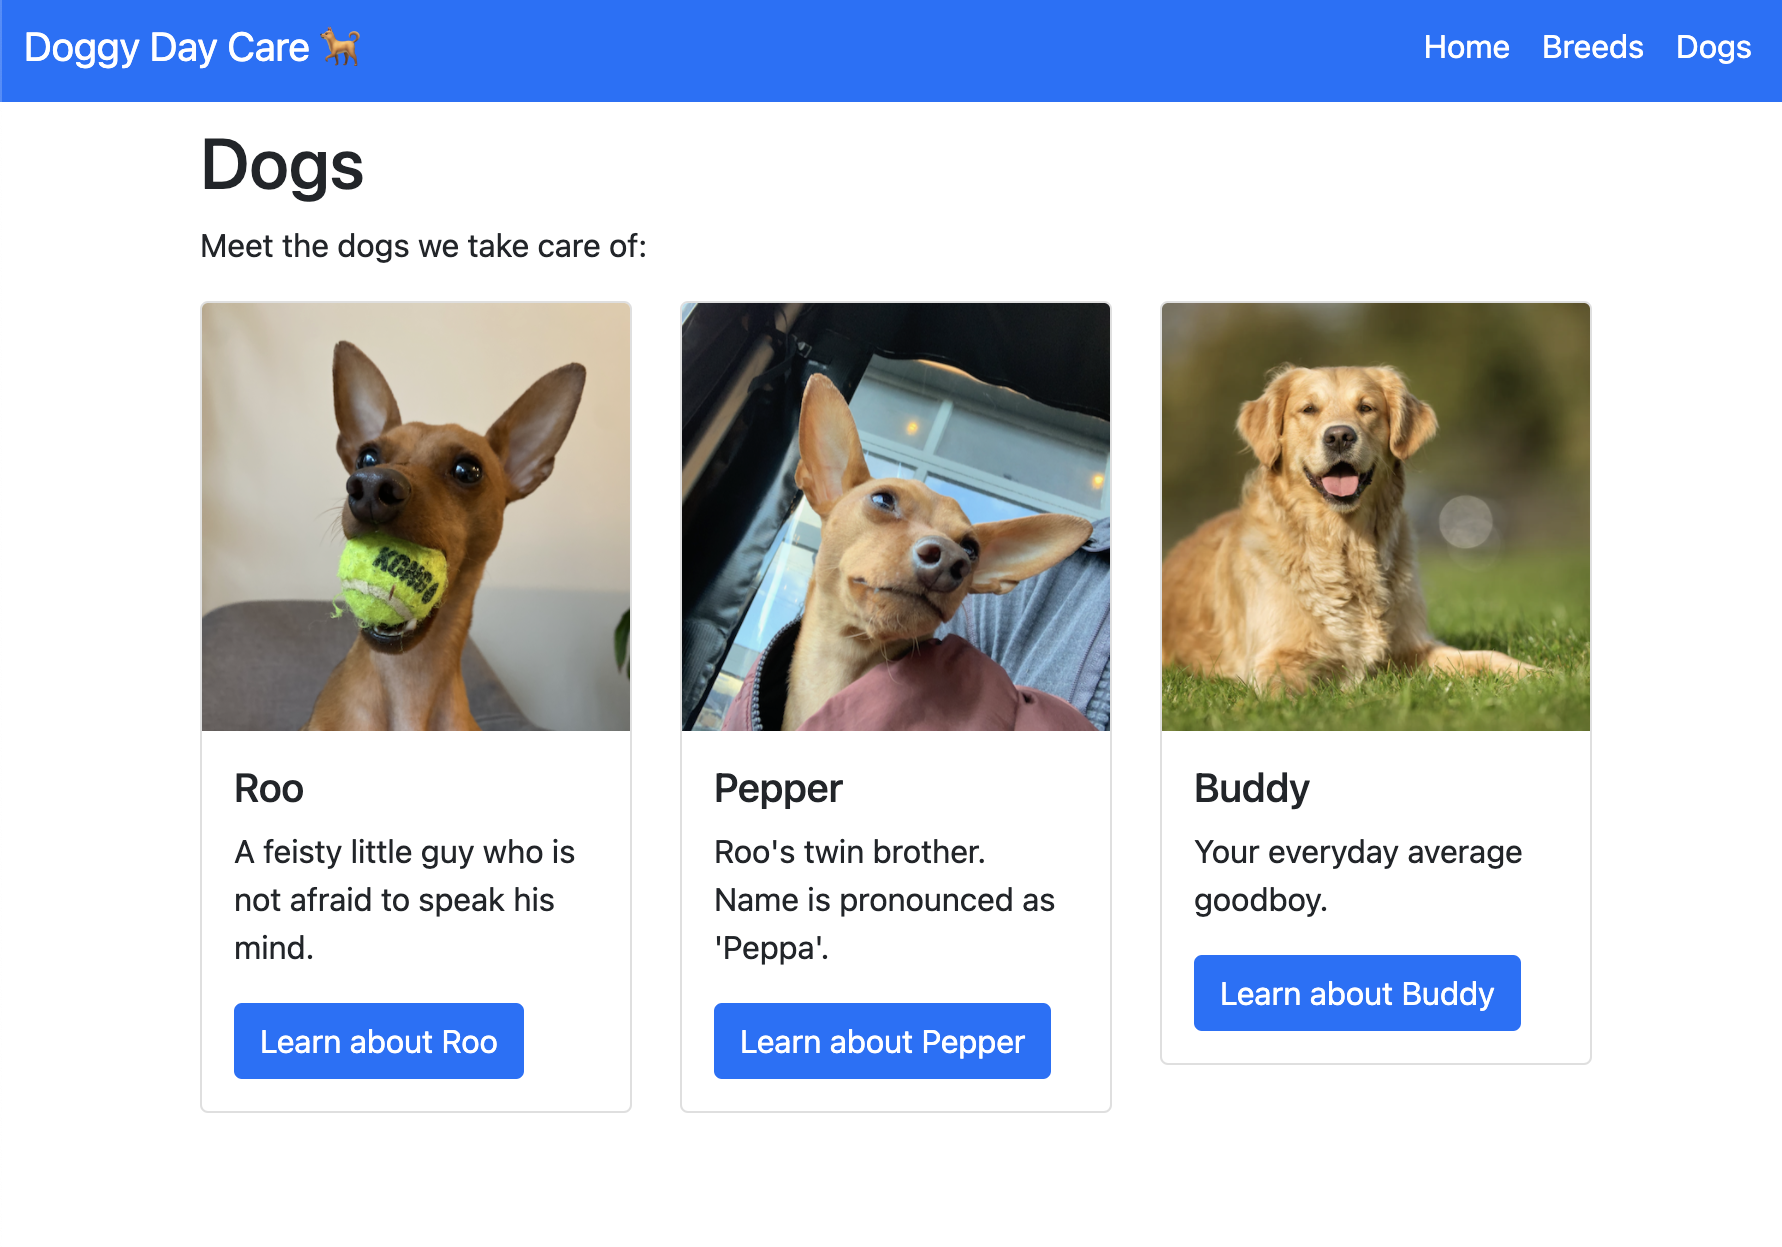 Doggy Day Care 🐕
Home Breeds Dogs
Dogs
Meet the dogs we take care of:
KONG
Roo
A feisty little guy who is
not afraid to speak his
mind.
Learn about Roo
Pepper
Roo's twin brother.
Name is pronounced as
'Peppa'.
Learn about Pepper
Buddy
Your everyday average
goodboy.
Learn about Buddy